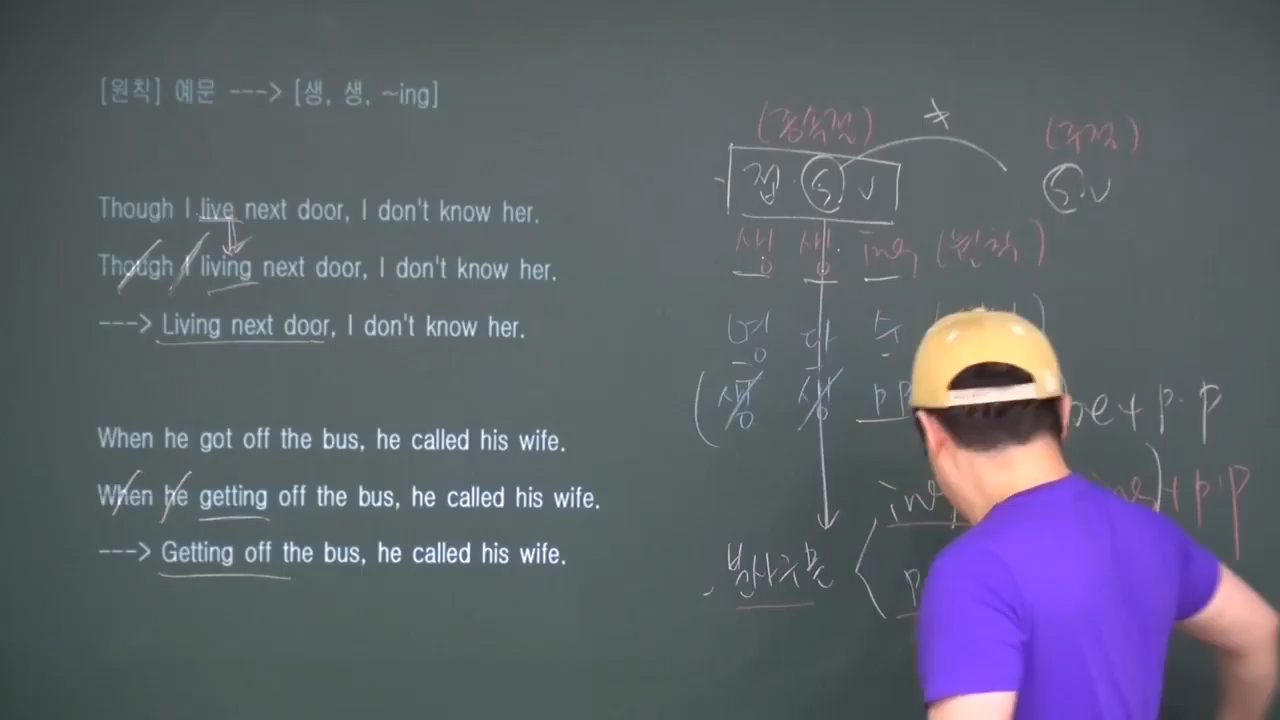 [원칙] 예문 ---> [생, 생, ~ing]
Though I live next door, I don't know her.
Though I living next door, I don't know her.
---> Living next door, I don't know her.
When he got off the bus, he called his wife.
When he getting off the bus, he called his wife.
---> Getting off the bus, he called his wife.
(종속절) ≠ (주절)
접 S V S V
생 생 ing (원칙)
(생 생 pp
be + p.p
ing + p.p
분사구문